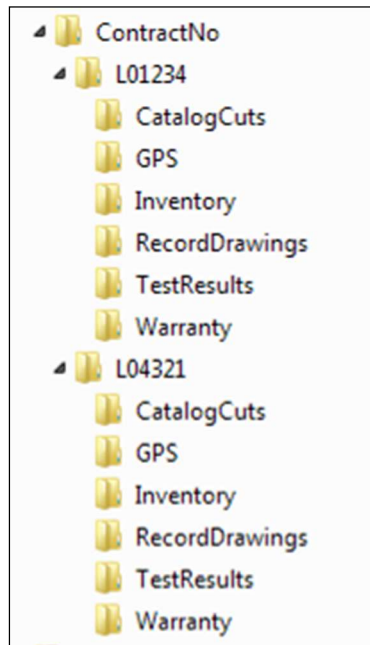 ContractNo
L01234
CatalogCuts
GPS
Inventory
RecordDrawings
TestResults
Warranty
L04321
CatalogCuts
GPS
Inventory
RecordDrawings
TestResults
Warranty